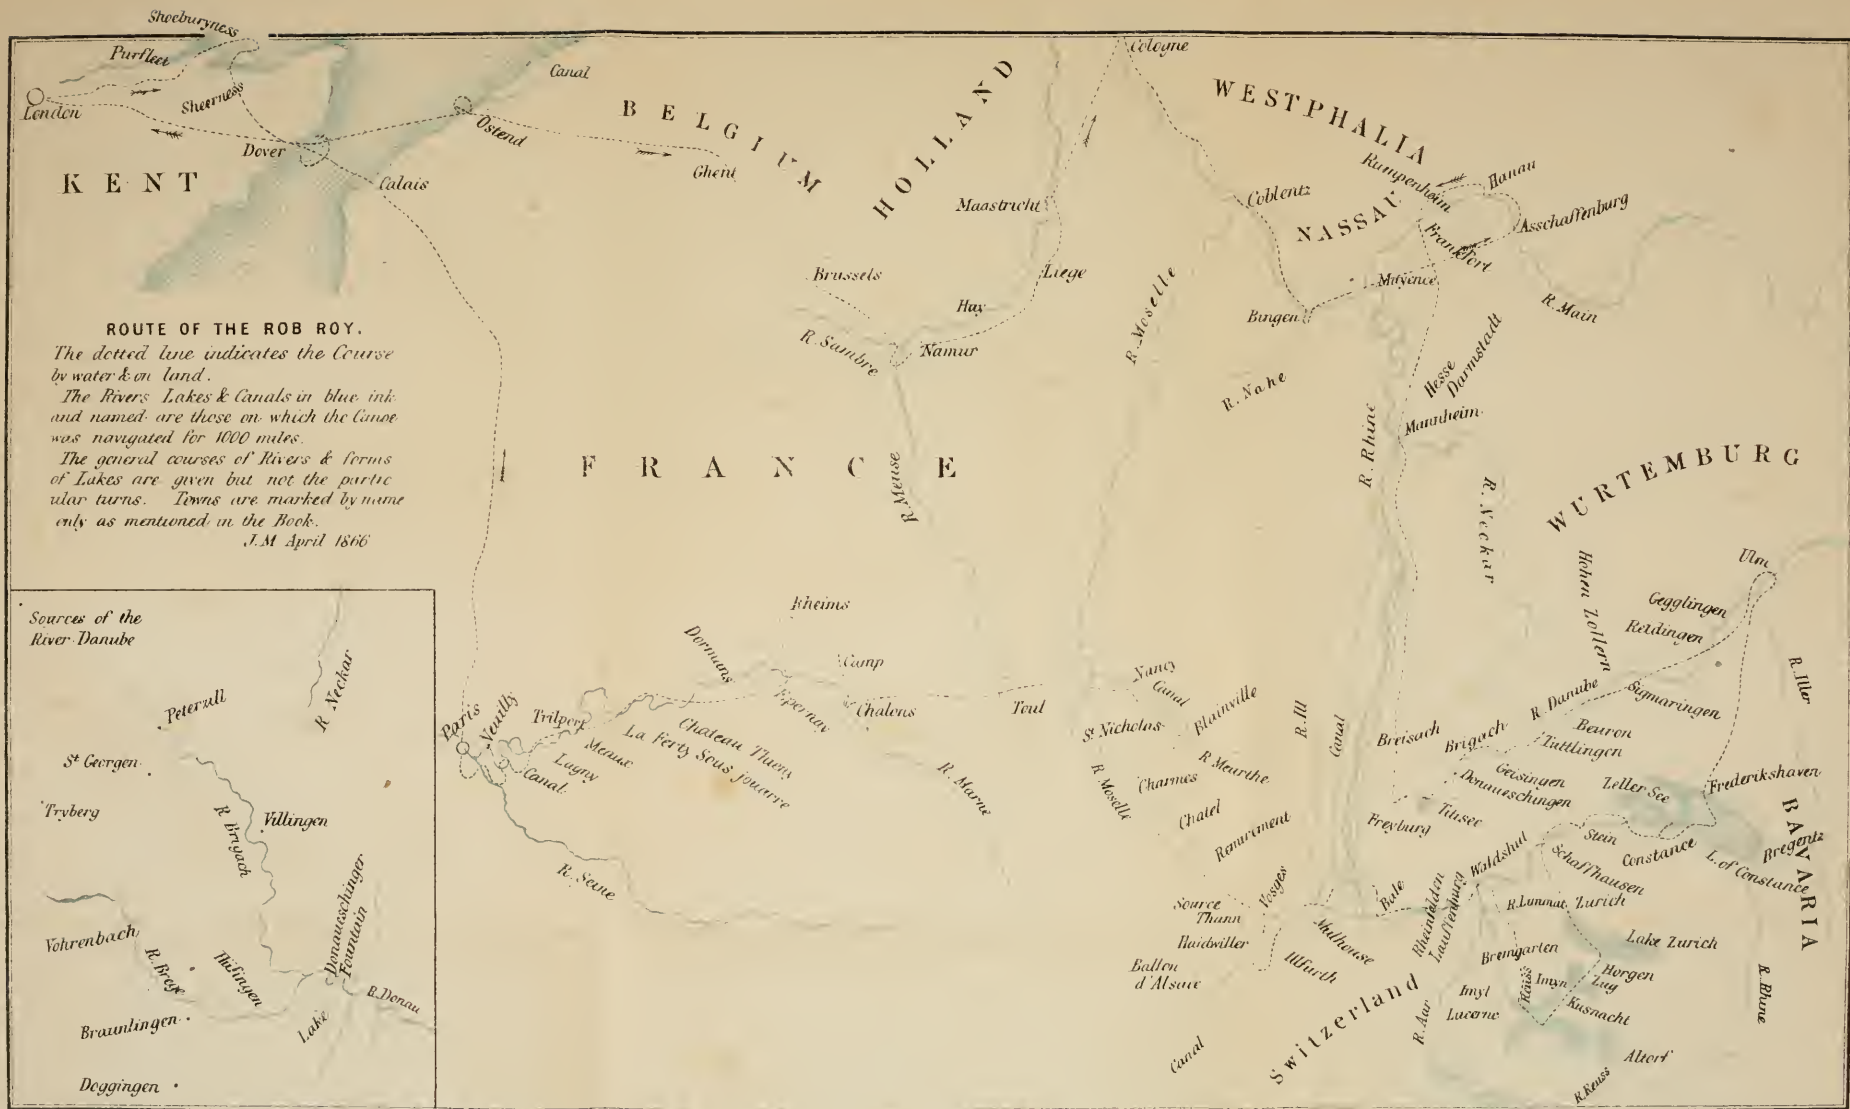 Shoeburyness
Purfleet
London
Sheerness
Dover
KENT
Calais
Canal
Ostend
BELGIUM
Ghent
HOLLAND
Cologne
WESTPHALIA
Maastricht
Coblentz
NASSAU
Rumpenheim
Hanau
Asschaffenburg
Frankfort
Mayence
Bingen
R. Main
Brussels
Liege
Huy
R. Sambre
Namur
R. Moselle
R. Nahe
Hesse
Darmstadt
Mannheim
R. Rhine
R. Neckar
WURTEMBURG
ROUTE OF THE ROB ROY.
The dotted line indicates the Course
by water & on land.
The Rivers Lakes & Canals in blue ink
and named are those on which the Canoe
was navigated for 1000 miles.
The general courses of Rivers & forms
of Lakes are given but not the partic
ular turns. Towns are marked by name
only as mentioned in the Book.
J.M April 1866
FRANCE
R. Meuse
Hohen Zollern
Ulm
Gegglingen
Reidingen
R. Iller
Sources of the
River Danube
R Neckar
Peterzull
St Georgen
Tryberg
R Brigach
Villingen
Donaueschinger
Fountain
Vohrenbach
R. Brege
Hufingen
R. Donau
Lake
Braunlingen
Doggingen
Rheims
Dormans
Camp
Epernay
Chalons
Toul
Paris
Neuilly
Trilport
Meaux
Lagny
Canal
Chateau Thiery
La Ferty Sous Jouarre
R. Marne
R. Seine
Nancy
Canal
St Nicholas
Blainville
R. Meurthe
R. Moselle
Charmes
Chatel
Remiremont
R. Ill
Canal
Breisach
Brigach
R. Danube
Sigmaringen
Beuron
Tuttlingen
Geisingen
Donaueschingen
Zeller See
Frederikshaven
Titisee
Freyburg
BAVARIA
Bregentz
Stein
Constance
L. of Constance
Schaffhausen
Waldshut
Source
Thann
Vosges
Bale
Rheinfelden
Lauffenburg
R. Limmat
Zurich
Haidwiller
Mulhouse
Illfurth
Ballon
d'Alsace
Bremgarten
Lake Zurich
Horgen
Zug
Imyn
Reuss
Imyl
Lucerne
Kusnacht
R. Aar
Switzerland
Canal
Altorf
R. Reuss
R. Rhine